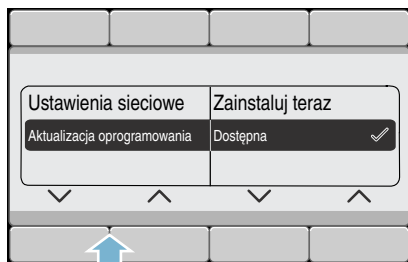 Ustawienia sieciowe
Zainstaluj teraz
Aktualizacja oprogramowania
Dostępna